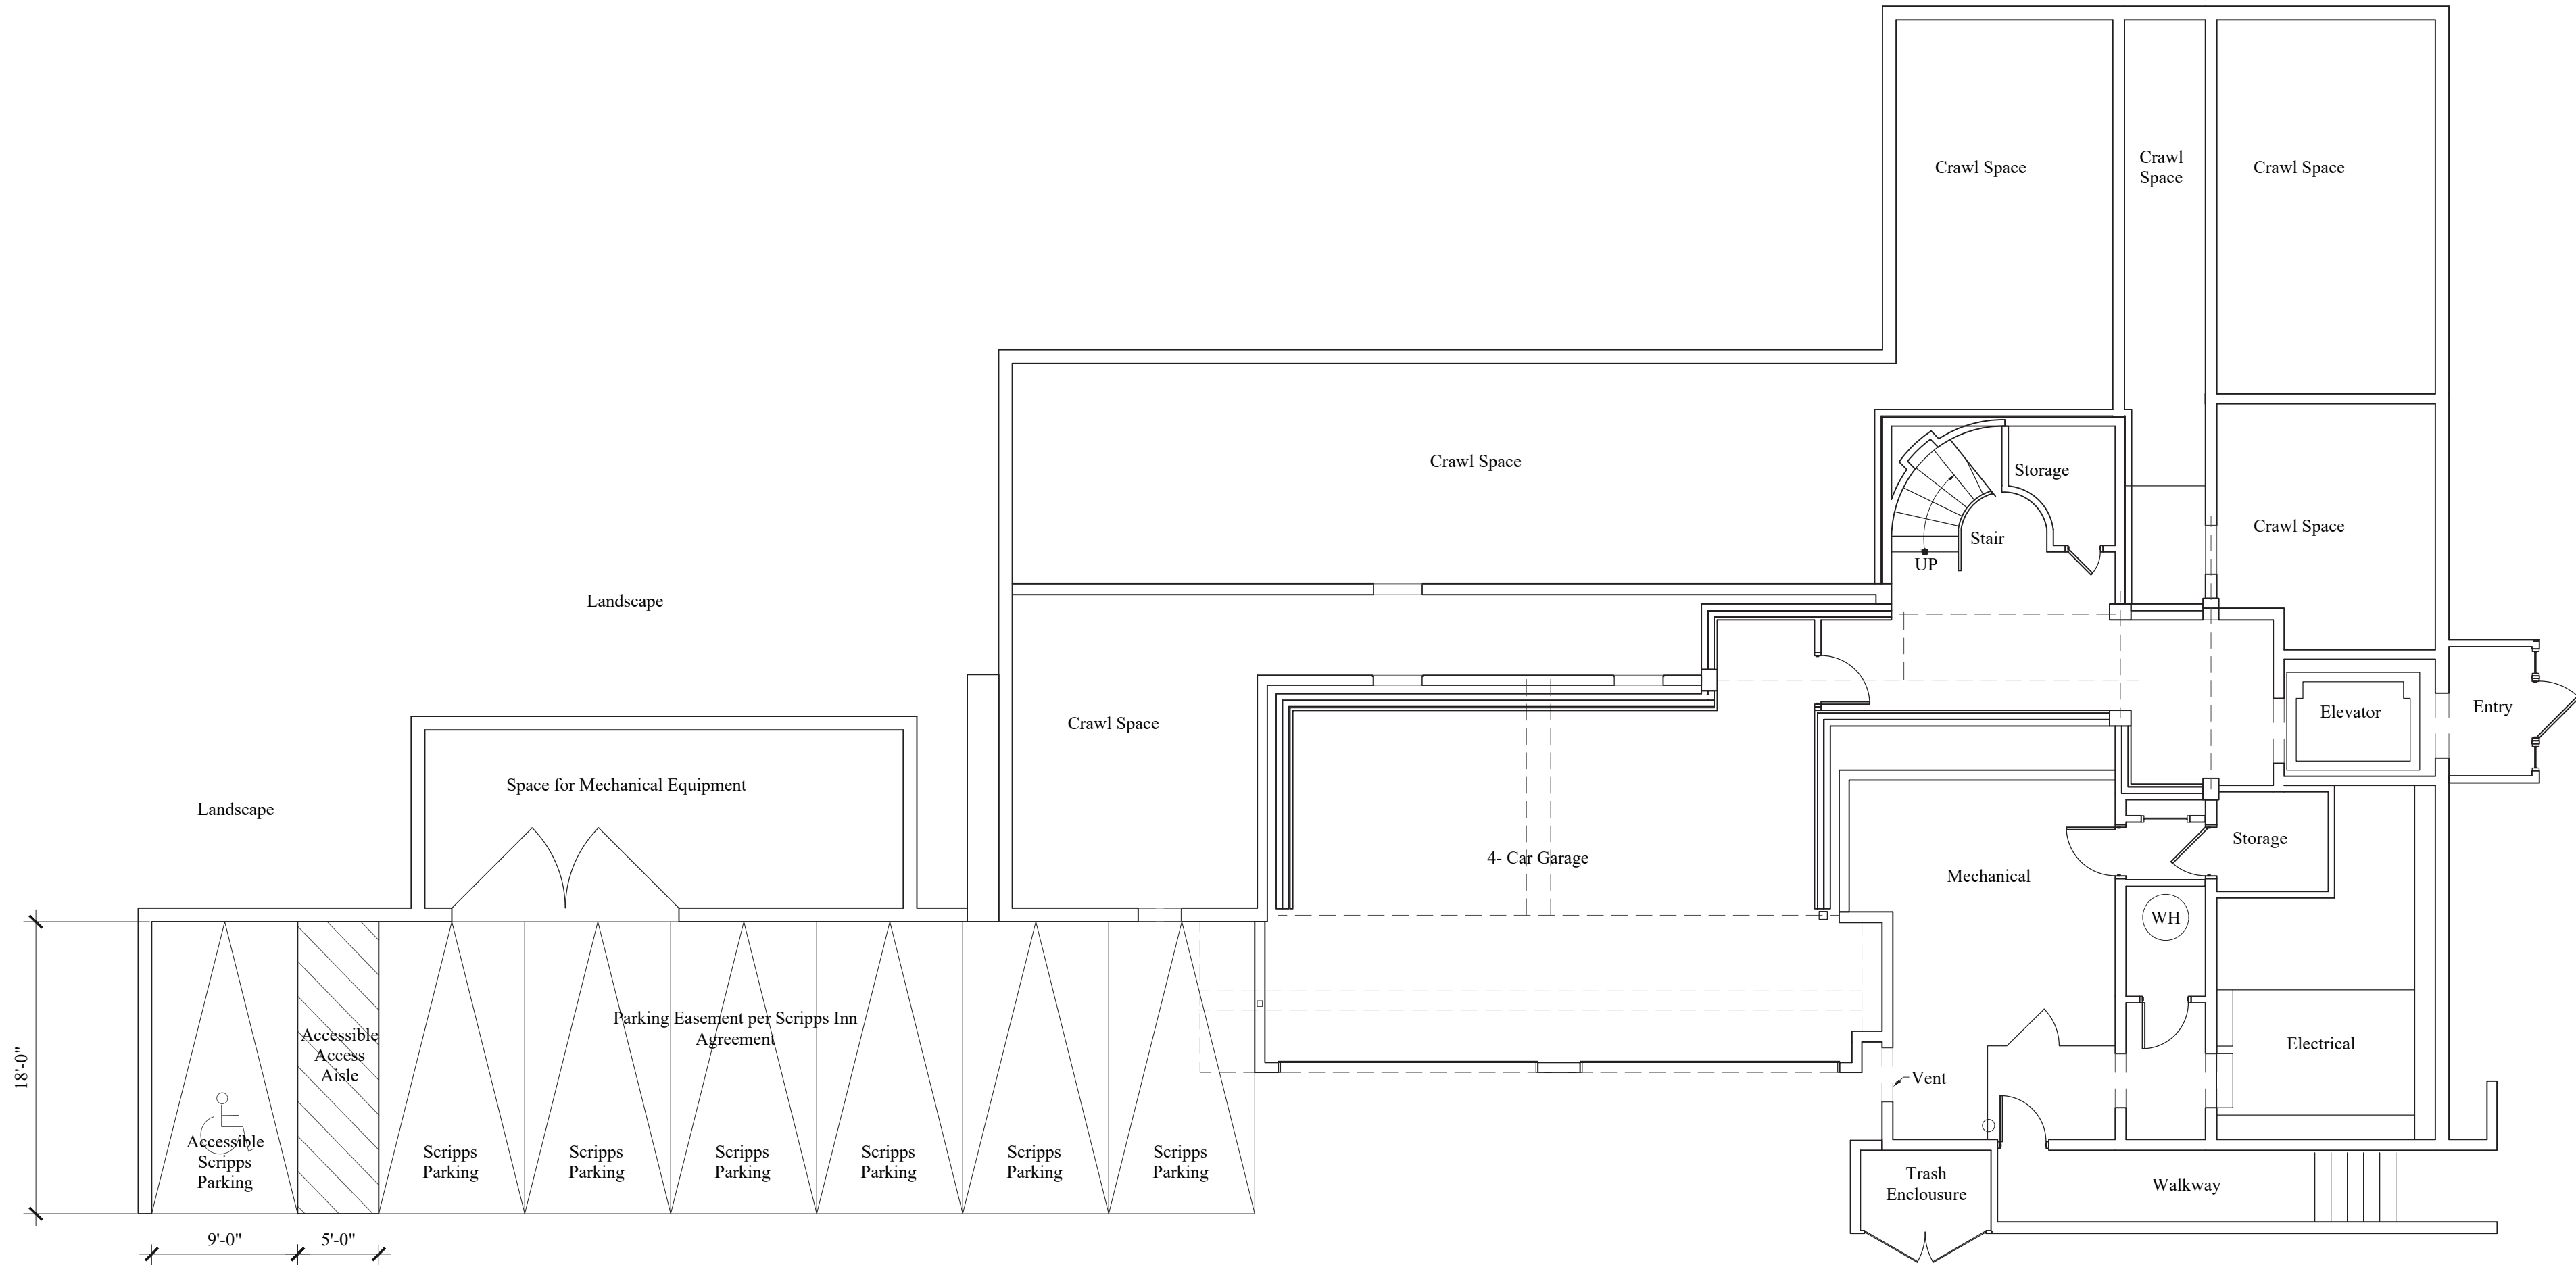 Crawl Space
Crawl
Space
Crawl Space
Crawl Space
Storage
Crawl Space
Stair
UP
Landscape
Crawl Space
Elevator
Entry
Space for Mechanical Equipment
Landscape
4- Car Garage
Mechanical
Storage
WH
Parking Easement per Scripps Inn
Agreement
Accessible
Access
Aisle
Electrical
18'-0"
Vent
Accessible
Scripps
Parking
Scripps
Parking
Scripps
Parking
Scripps
Parking
Scripps
Parking
Scripps
Parking
Scripps
Parking
Trash
Enclousure
Walkway
9'-0"
5'-0"